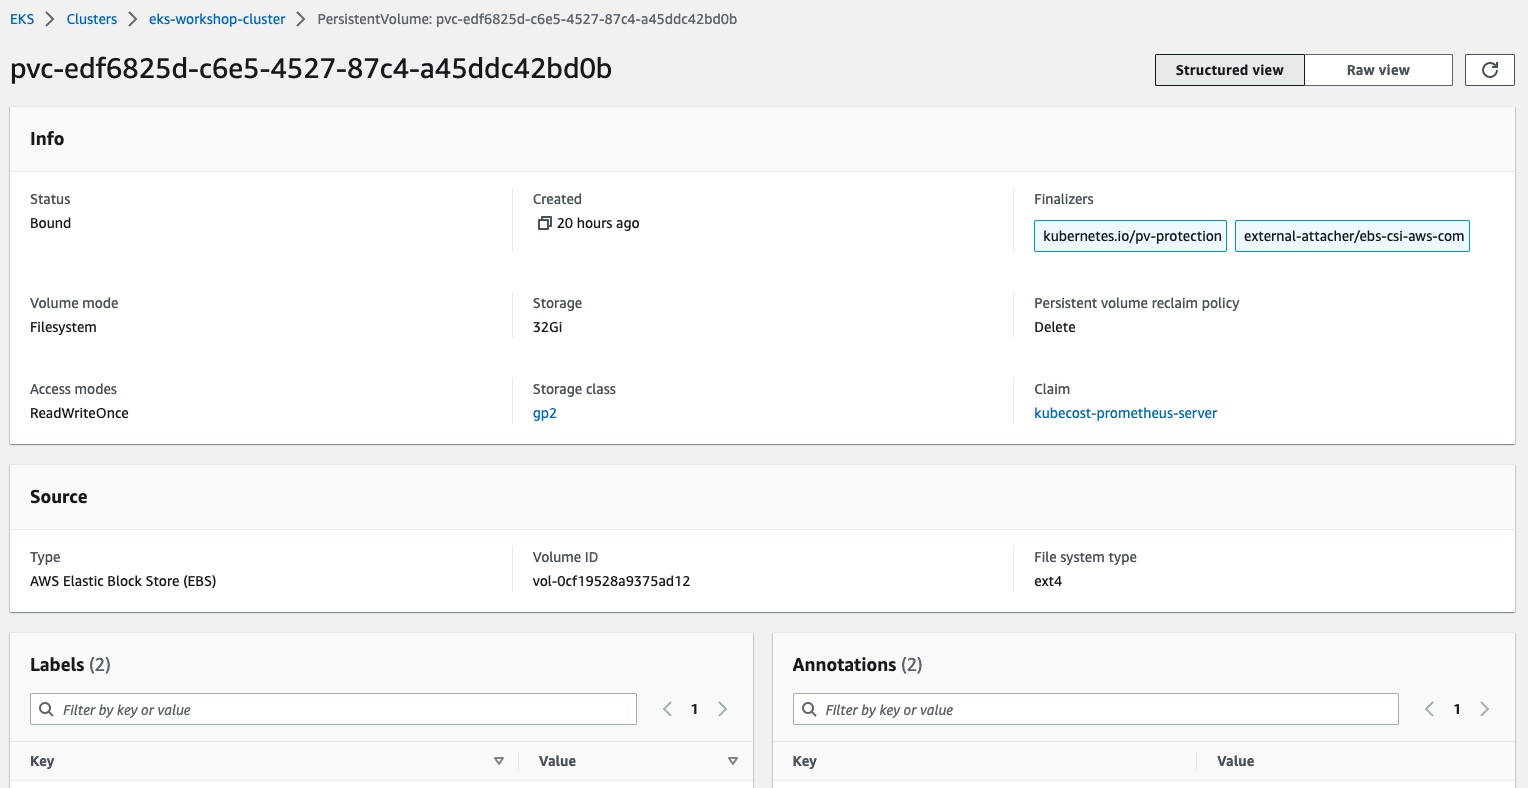 EKS > Clusters > eks-workshop-cluster > PersistentVolume: pvc-edf6825d-c6e5-4527-87c4-a45ddc42bd0b
pvc-edf6825d-c6e5-4527-87c4-a45ddc42bd0b
Structured view Raw view
Info
Status Created Finalizers
Bound 20 hours ago kubernetes.io/pv-protection external-attacher/ebs-csi-aws-com
Volume mode Storage Persistent volume reclaim policy
Filesystem 32Gi Delete
Access modes Storage class Claim
ReadWriteOnce gp2 kubecost-prometheus-server
Source
Type Volume ID File system type
AWS Elastic Block Store (EBS) vol-0cf19528a9375ad12 ext4
Labels (2) Annotations (2)
Filter by key or value 1 Filter by key or value 1
Key Value Key Value